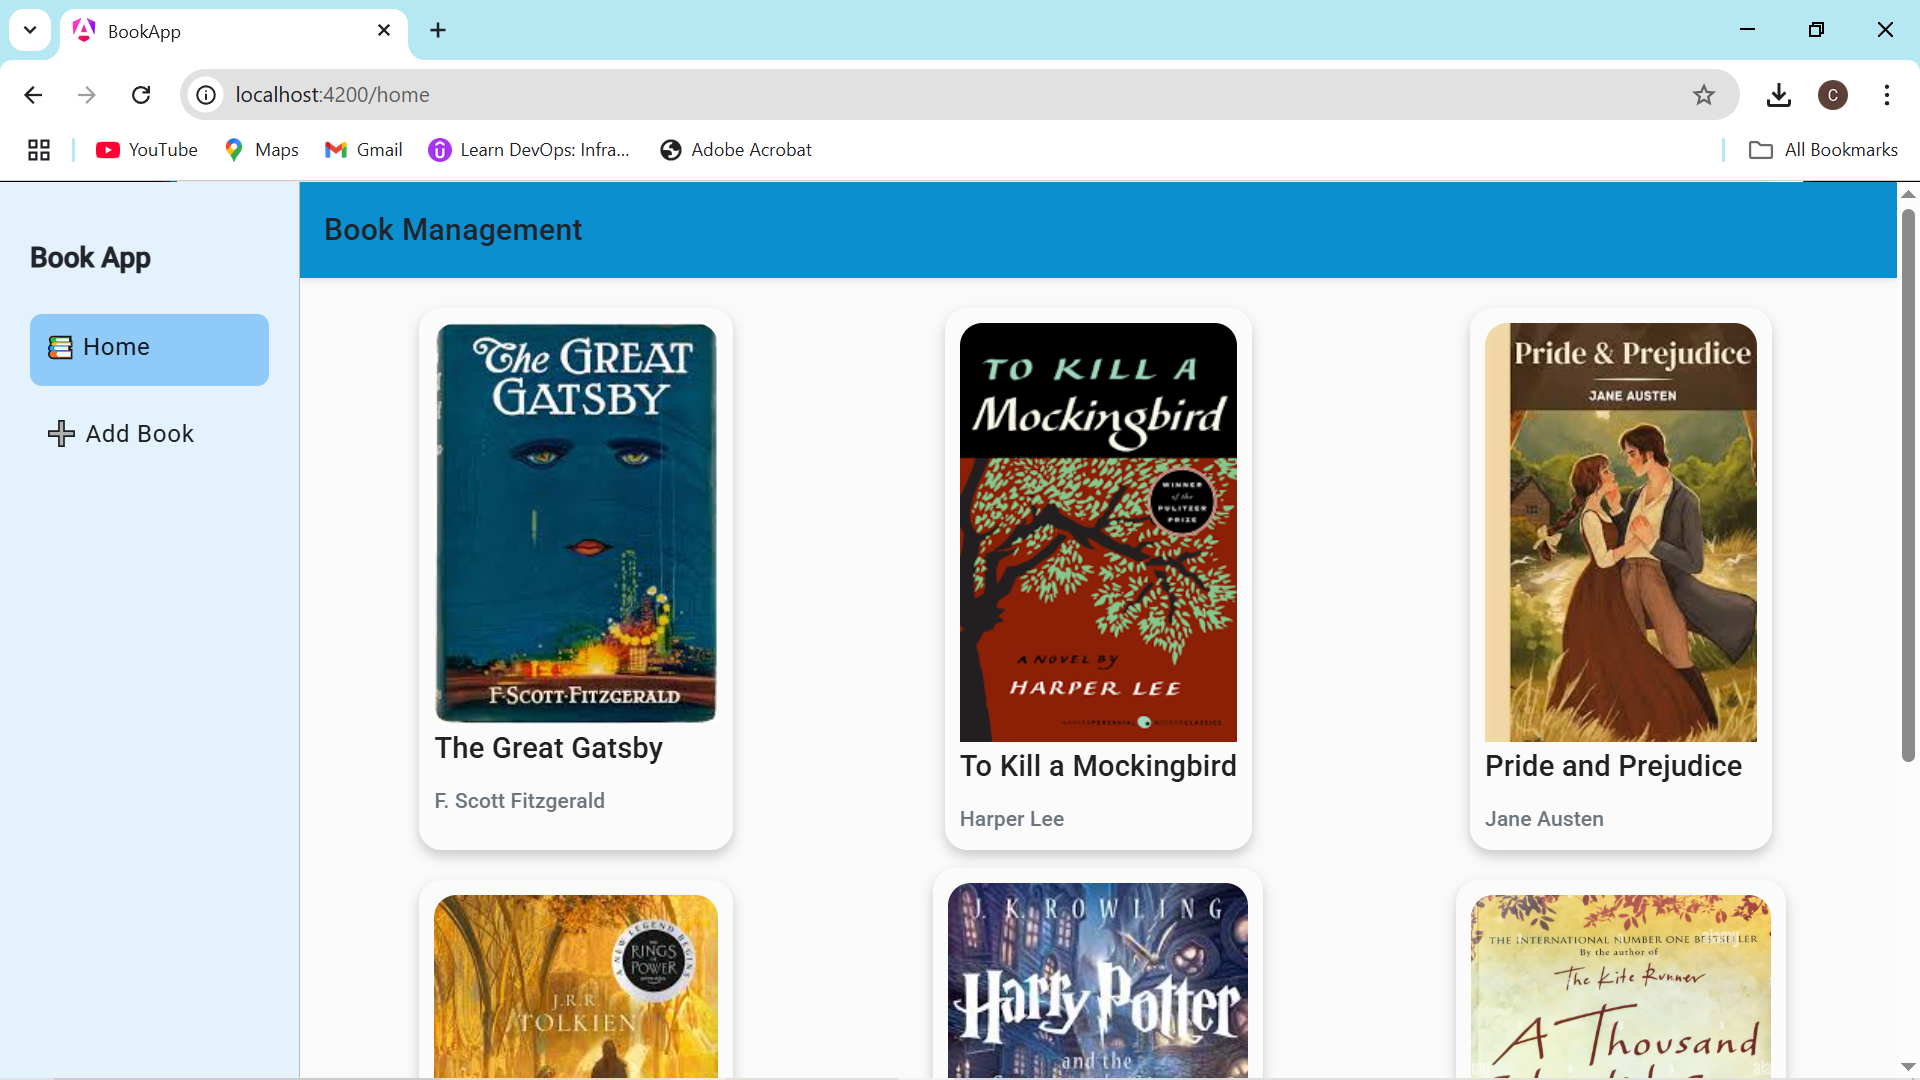 BookApp
localhost:4200/home
YouTube
Maps
Gmail
Learn DevOps: Infra...
Adobe Acrobat
All Bookmarks
C
Book App
Home
Add Book
Book Management
The GREAT
GATSBY
F·SCOTT·FITZGERALD
The Great Gatsby
F. Scott Fitzgerald
TO KILL A
Mockingbird
WINNER
of the
PULITZER
PRIZE
A NOVEL BY
HARPER LEE
To Kill a Mockingbird
Harper Lee
Pride & Prejudice
JANE AUSTEN
Pride and Prejudice
Jane Austen
A NEW LEGEND BEGINS
THE
RINGS
OF
POWER
J.R.R.
TOLKIEN
J. K. ROWLING
Harry Potter
and the
THE INTERNATIONAL NUMBER ONE BESTSELLER
By the author of
The Kite Runner
A Thousand